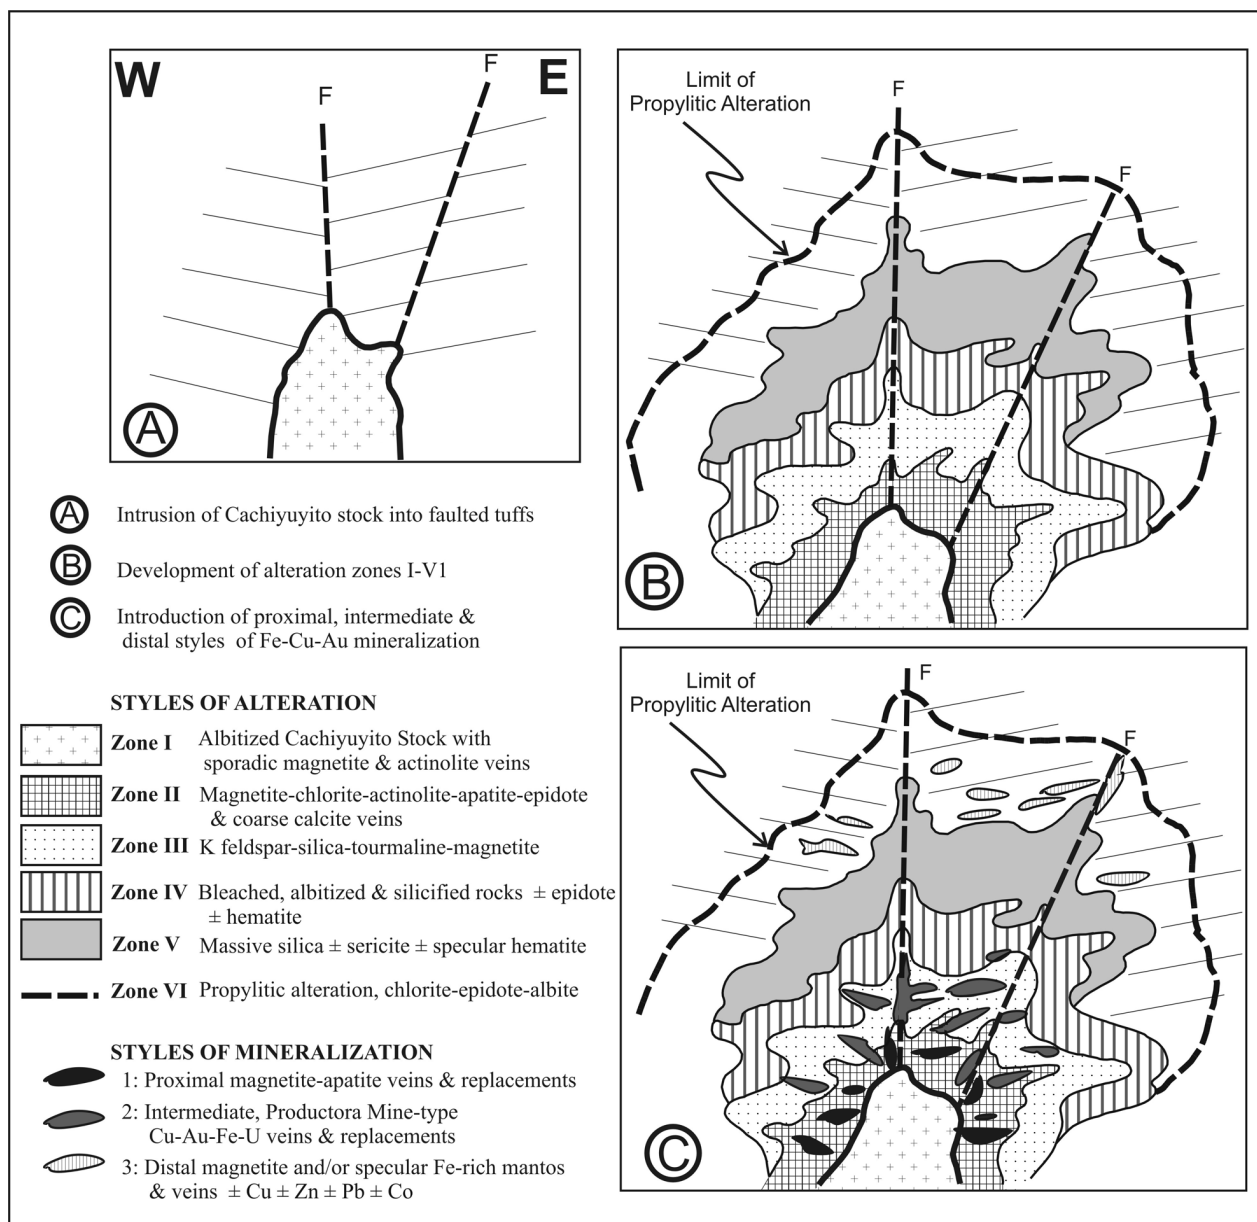 W
E
F
F
A
Limit of
Propylitic Alteration
F
F
B
A Intrusion of Cachiyuyito stock into faulted tuffs
B Development of alteration zones I-V1
C Introduction of proximal, intermediate &
distal styles of Fe-Cu-Au mineralization
STYLES OF ALTERATION
Zone I Albitized Cachiyuyito Stock with
sporadic magnetite & actinolite veins
Zone II Magnetite-chlorite-actinolite-apatite-epidote
& coarse calcite veins
Zone III K feldspar-silica-tourmaline-magnetite
Zone IV Bleached, albitized & silicified rocks ± epidote
± hematite
Zone V Massive silica ± sericite ± specular hematite
Zone VI Propylitic alteration, chlorite-epidote-albite
STYLES OF MINERALIZATION
1: Proximal magnetite-apatite veins & replacements
2: Intermediate, Productora Mine-type
Cu-Au-Fe-U veins & replacements
3: Distal magnetite and/or specular Fe-rich mantos
& veins ± Cu ± Zn ± Pb ± Co
Limit of
Propylitic Alteration
F
F
C